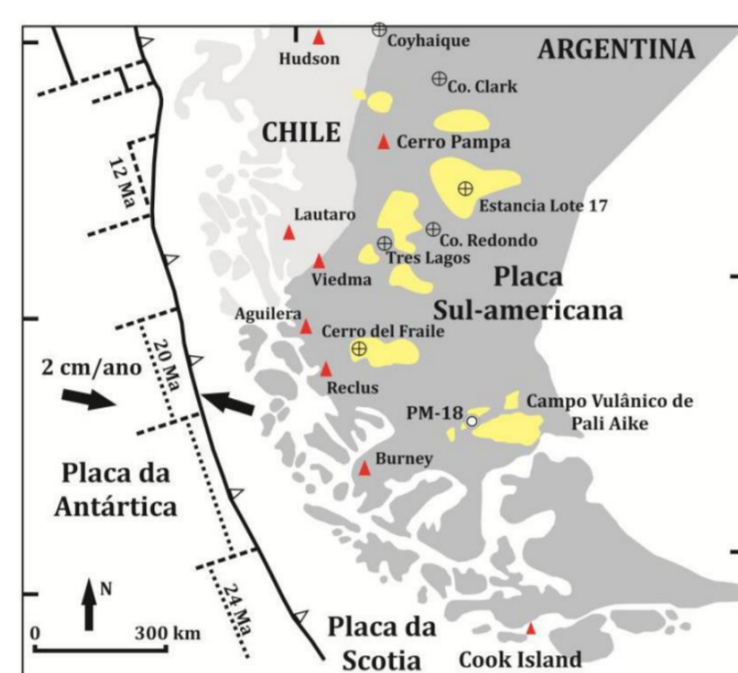 Hudson
Coyhaique
ARGENTINA
Co. Clark
CHILE
Cerro Pampa
12 Ma
Estancia Lote 17
Lautaro
Co. Redondo
Tres Lagos
Viedma
Placa
Sul-americana
Aguilera
Cerro del Fraile
20 Ma
2 cm/ano
Reclus
PM-18
Campo Vulânico de
Pali Aike
Burney
Placa da
Antártica
N
24 Ma
0
300 km
Placa da
Scotia
Cook Island